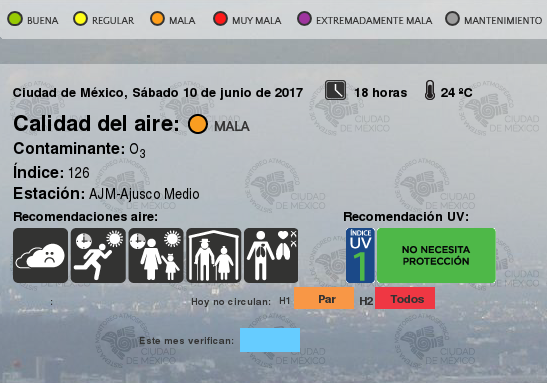 BUENA REGULAR MALA MUY MALA EXTREMADAMENTE MALA MANTENIMIENTO
Ciudad de México, Sábado 10 de junio de 2017 18 horas 24 ºC
Calidad del aire: MALA
Contaminante: O3
Índice: 126
Estación: AJM-Ajusco Medio
Recomendaciones aire: Recomendación UV:
ÍNDICE
UV
1
NO NECESITA
PROTECCIÓN
: Hoy no circulan: H1 Par H2 Todos
Este mes verifican:
CIUDAD
DE MÉXICO